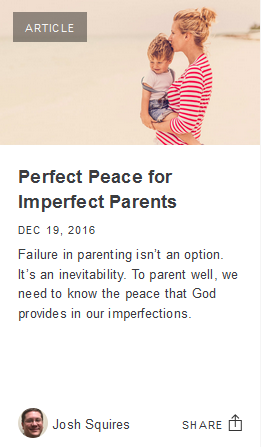 ARTICLE
Perfect Peace for
Imperfect Parents
DEC 19, 2016
Failure in parenting isn’t an option.
It’s an inevitability. To parent well, we
need to know the peace that God
provides in our imperfections.
Josh Squires
SHARE